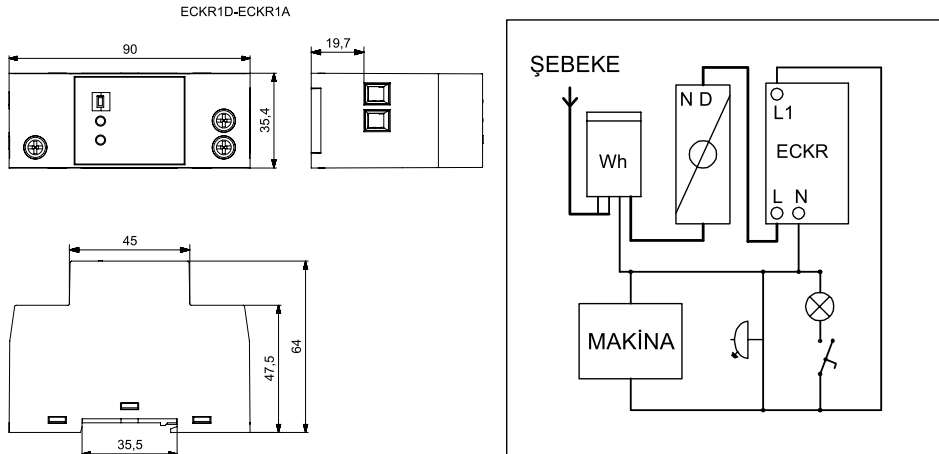 ECKR1D-ECKR1A
90
35,4
19,7
45
47,5
64
35,5
ŞEBEKE
Wh
N D
L1
ECKR
L N
MAKİNA